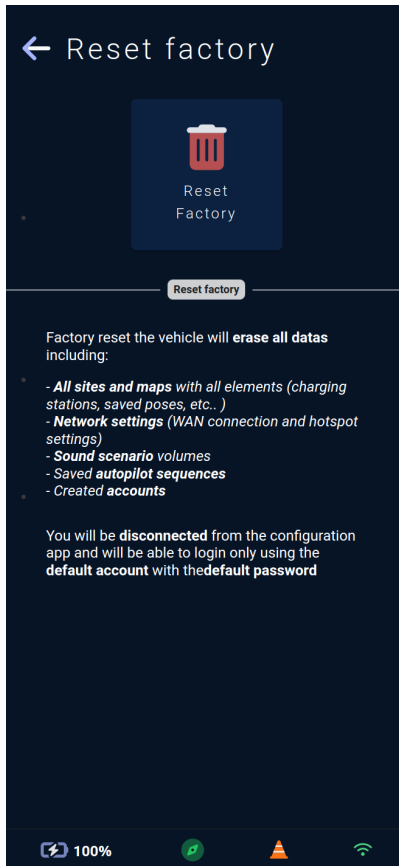 Reset factory
Reset
Factory
Reset factory
Factory reset the vehicle will erase all datas
including:
- All sites and maps with all elements (charging
stations, saved poses, etc.. )
- Network settings (WAN connection and hotspot
settings)
- Sound scenario volumes
- Saved autopilot sequences
- Created accounts
You will be disconnected from the configuration
app and will be able to login only using the
default account with thedefault password
100%